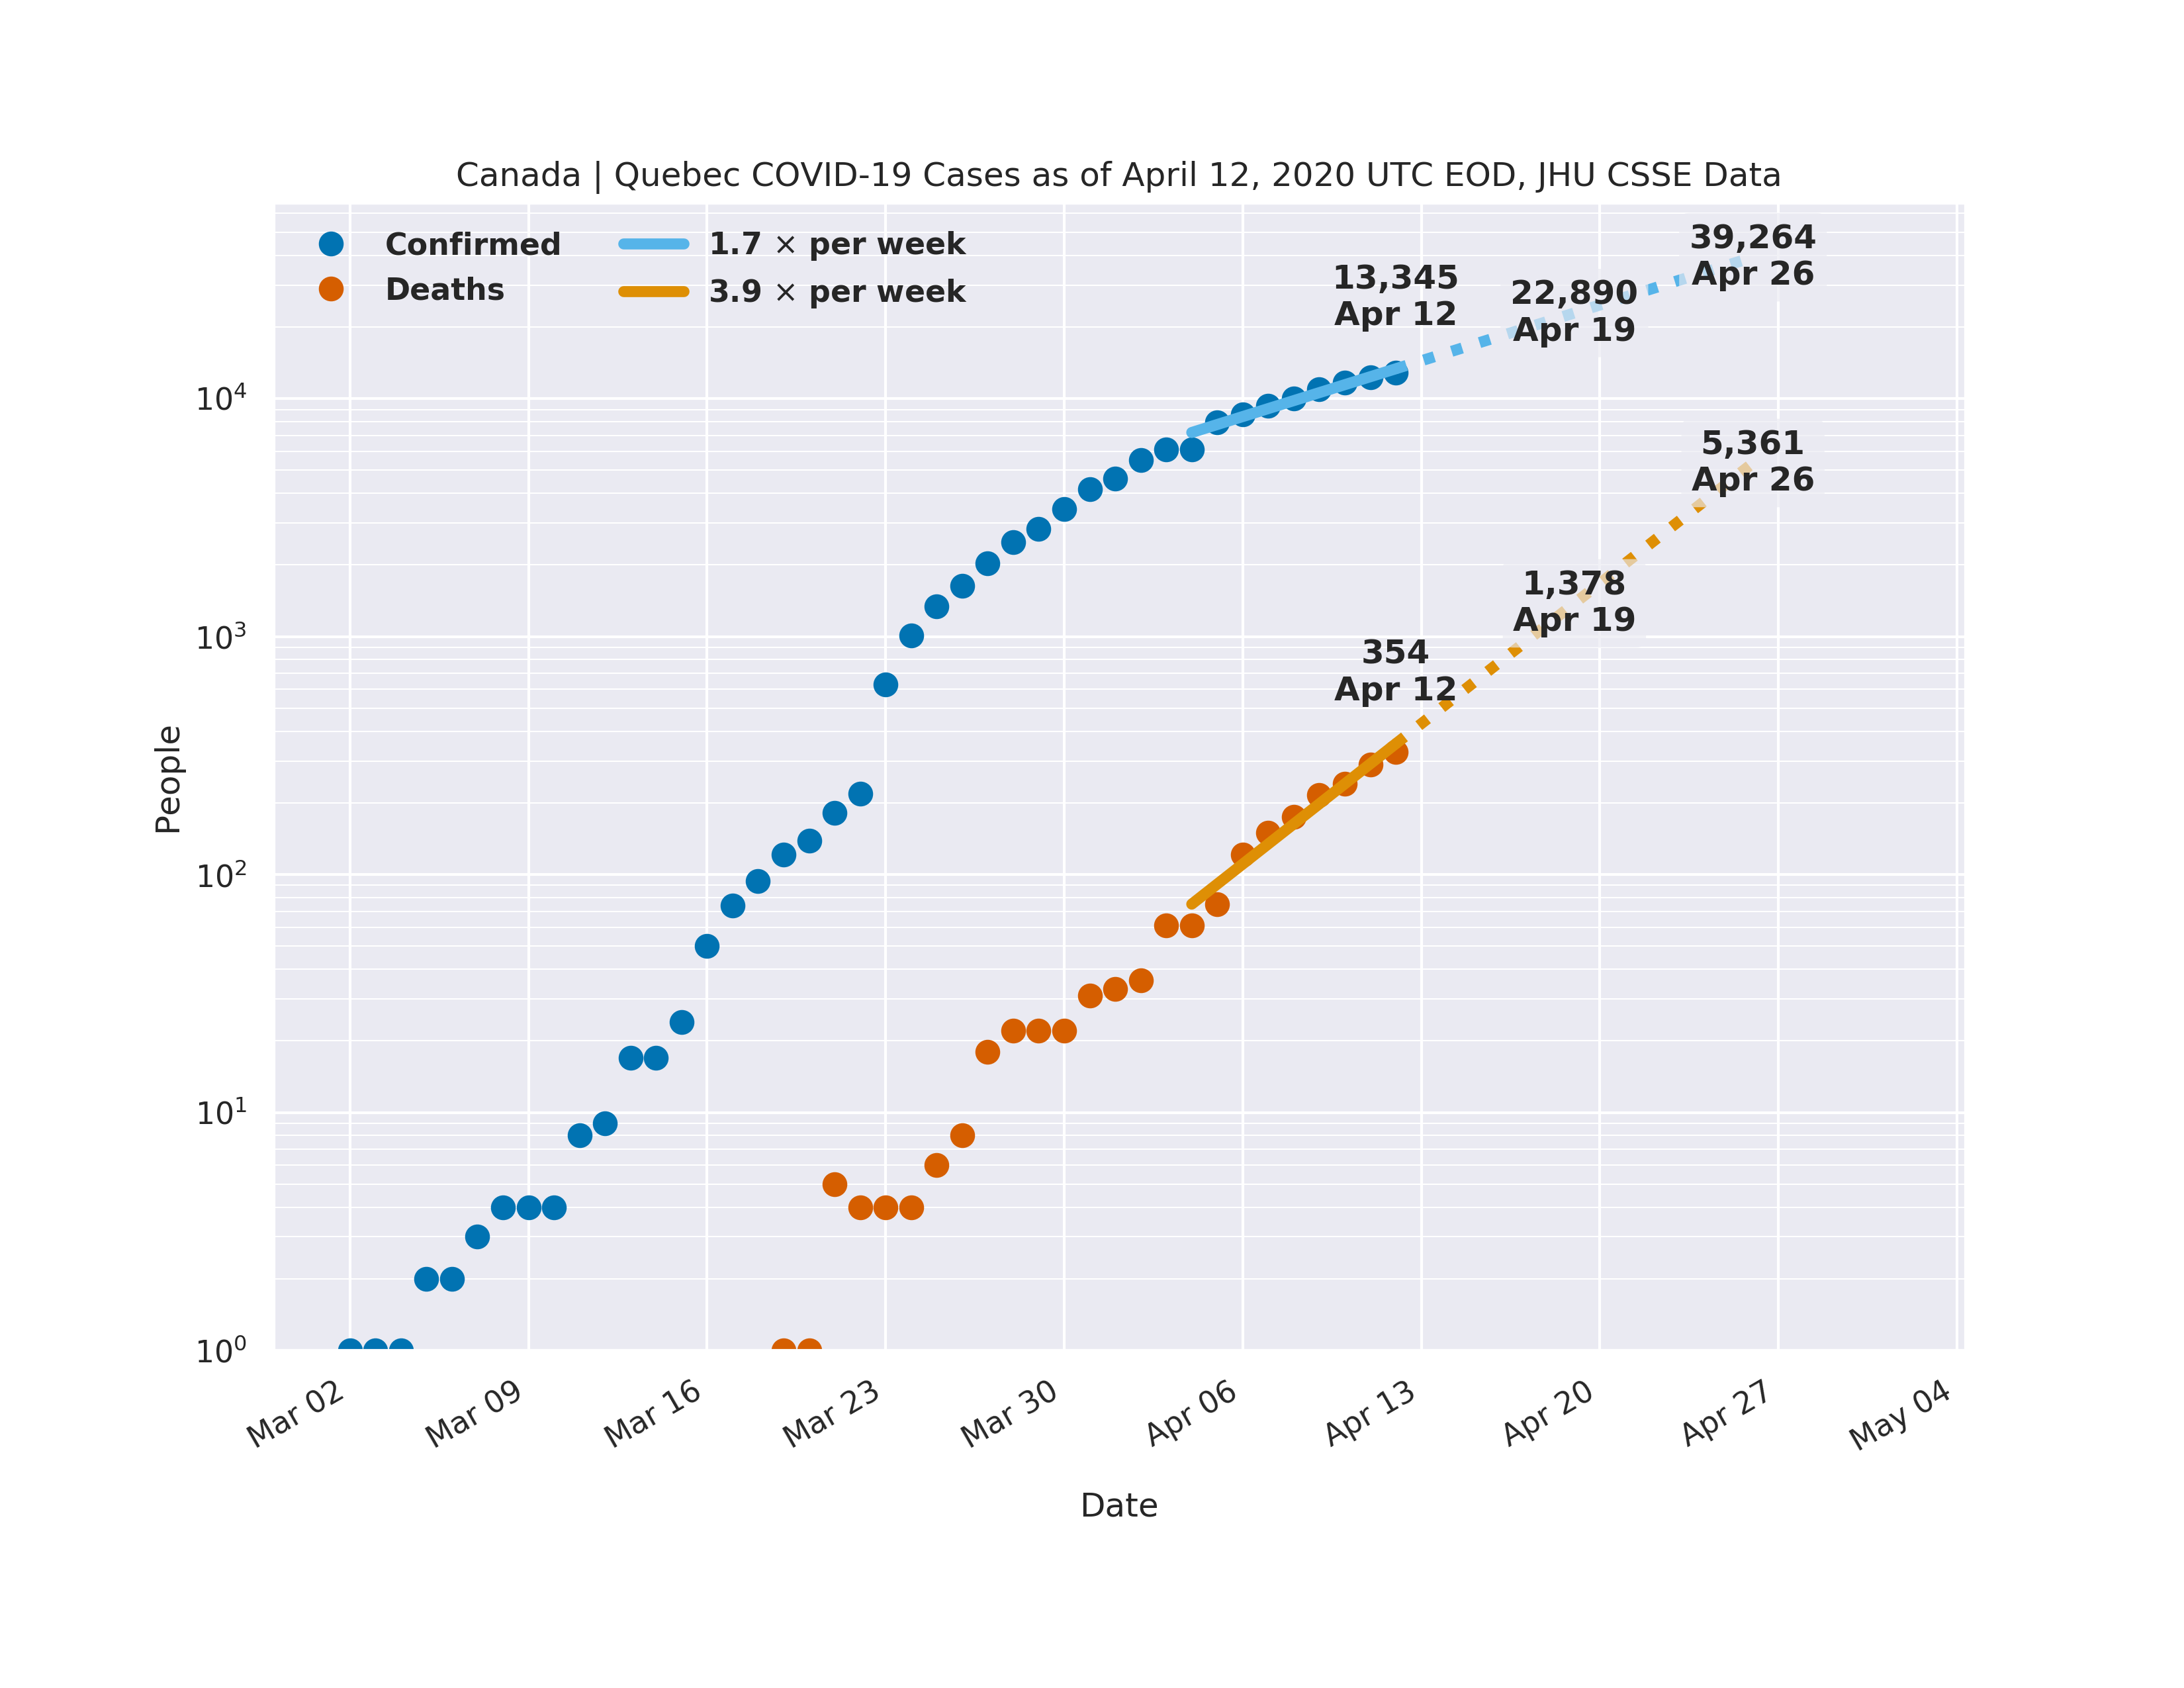 Canada | Quebec COVID-19 Cases as of April 12, 2020 UTC EOD, JHU CSSE Data
Confirmed
Deaths
1.7 × per week
3.9 × per week
39,264
Apr 26
13,345
Apr 12
22,890
Apr 19
5,361
Apr 26
1,378
Apr 19
354
Apr 12
People
10⁴
10³
10²
10¹
10⁰
Mar 02
Mar 09
Mar 16
Mar 23
Mar 30
Apr 06
Apr 13
Apr 20
Apr 27
May 04
Date